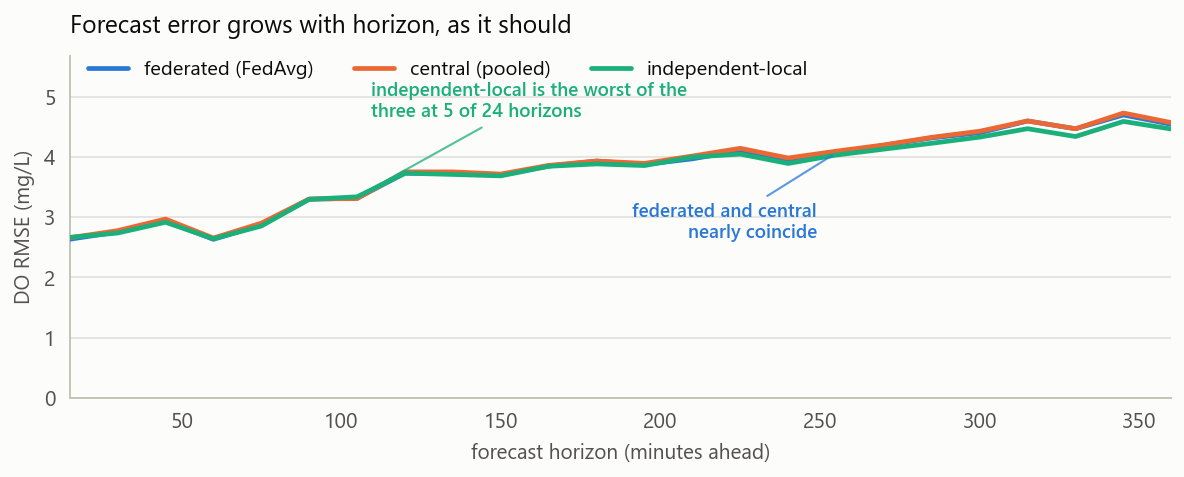 Forecast error grows with horizon, as it should
federated (FedAvg) central (pooled) independent-local
independent-local is the worst of the
three at 5 of 24 horizons
federated and central
nearly coincide
DO RMSE (mg/L)
5
4
3
2
1
0
50 100 150 200 250 300 350
forecast horizon (minutes ahead)